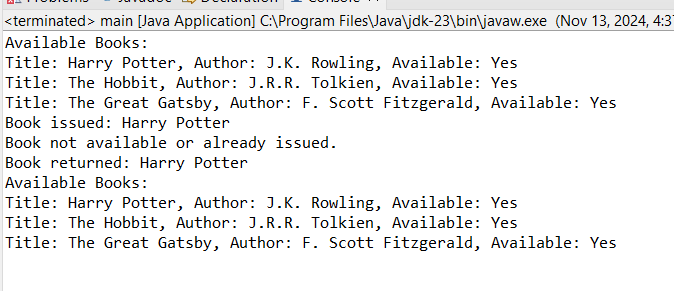 Problems Javadoc Declaration Console
<terminated> main [Java Application] C:\Program Files\Java\jdk-23\bin\javaw.exe (Nov 13, 2024, 4:3
Available Books:
Title: Harry Potter, Author: J.K. Rowling, Available: Yes
Title: The Hobbit, Author: J.R.R. Tolkien, Available: Yes
Title: The Great Gatsby, Author: F. Scott Fitzgerald, Available: Yes
Book issued: Harry Potter
Book not available or already issued.
Book returned: Harry Potter
Available Books:
Title: Harry Potter, Author: J.K. Rowling, Available: Yes
Title: The Hobbit, Author: J.R.R. Tolkien, Available: Yes
Title: The Great Gatsby, Author: F. Scott Fitzgerald, Available: Yes